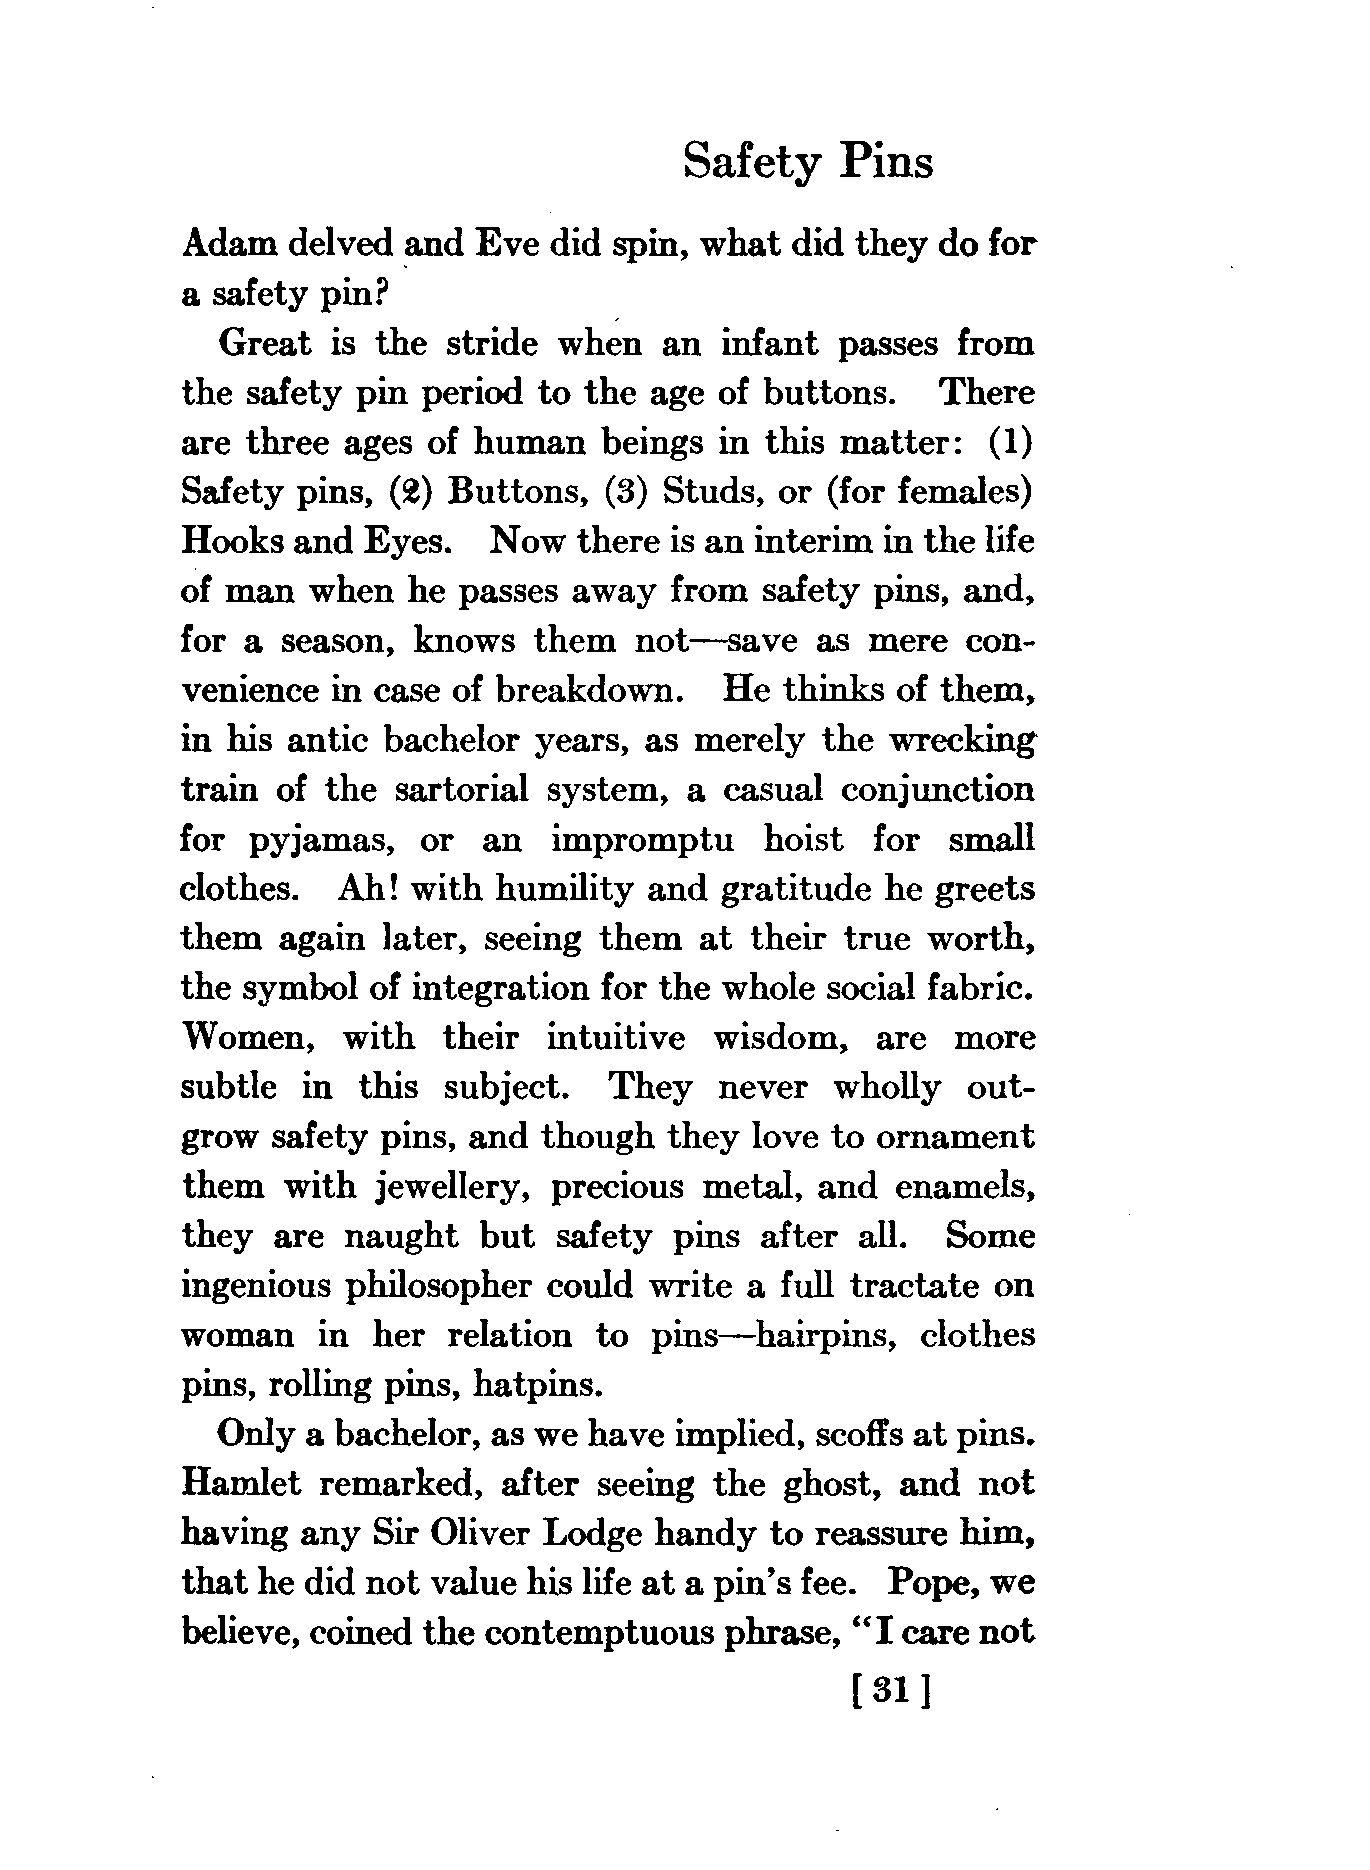 Safety Pins
Adam delved and Eve did spin, what did they do for
a safety pin?
Great is the stride when an infant passes from
the safety pin period to the age of buttons. There
are three ages of human beings in this matter: (1)
Safety pins, (2) Buttons, (3) Studs, or (for females)
Hooks and Eyes. Now there is an interim in the life
of man when he passes away from safety pins, and,
for a season, knows them not—save as mere con-
venience in case of breakdown. He thinks of them,
in his antic bachelor years, as merely the wrecking
train of the sartorial system, a casual conjunction
for pyjamas, or an impromptu hoist for small
clothes. Ah! with humility and gratitude he greets
them again later, seeing them at their true worth,
the symbol of integration for the whole social fabric.
Women, with their intuitive wisdom, are more
subtle in this subject. They never wholly out-
grow safety pins, and though they love to ornament
them with jewellery, precious metal, and enamels,
they are naught but safety pins after all. Some
ingenious philosopher could write a full tractate on
woman in her relation to pins—hairpins, clothes
pins, rolling pins, hatpins.
Only a bachelor, as we have implied, scoffs at pins.
Hamlet remarked, after seeing the ghost, and not
having any Sir Oliver Lodge handy to reassure him,
that he did not value his life at a pin's fee. Pope, we
believe, coined the contemptuous phrase, "I care not
[ 31 ]